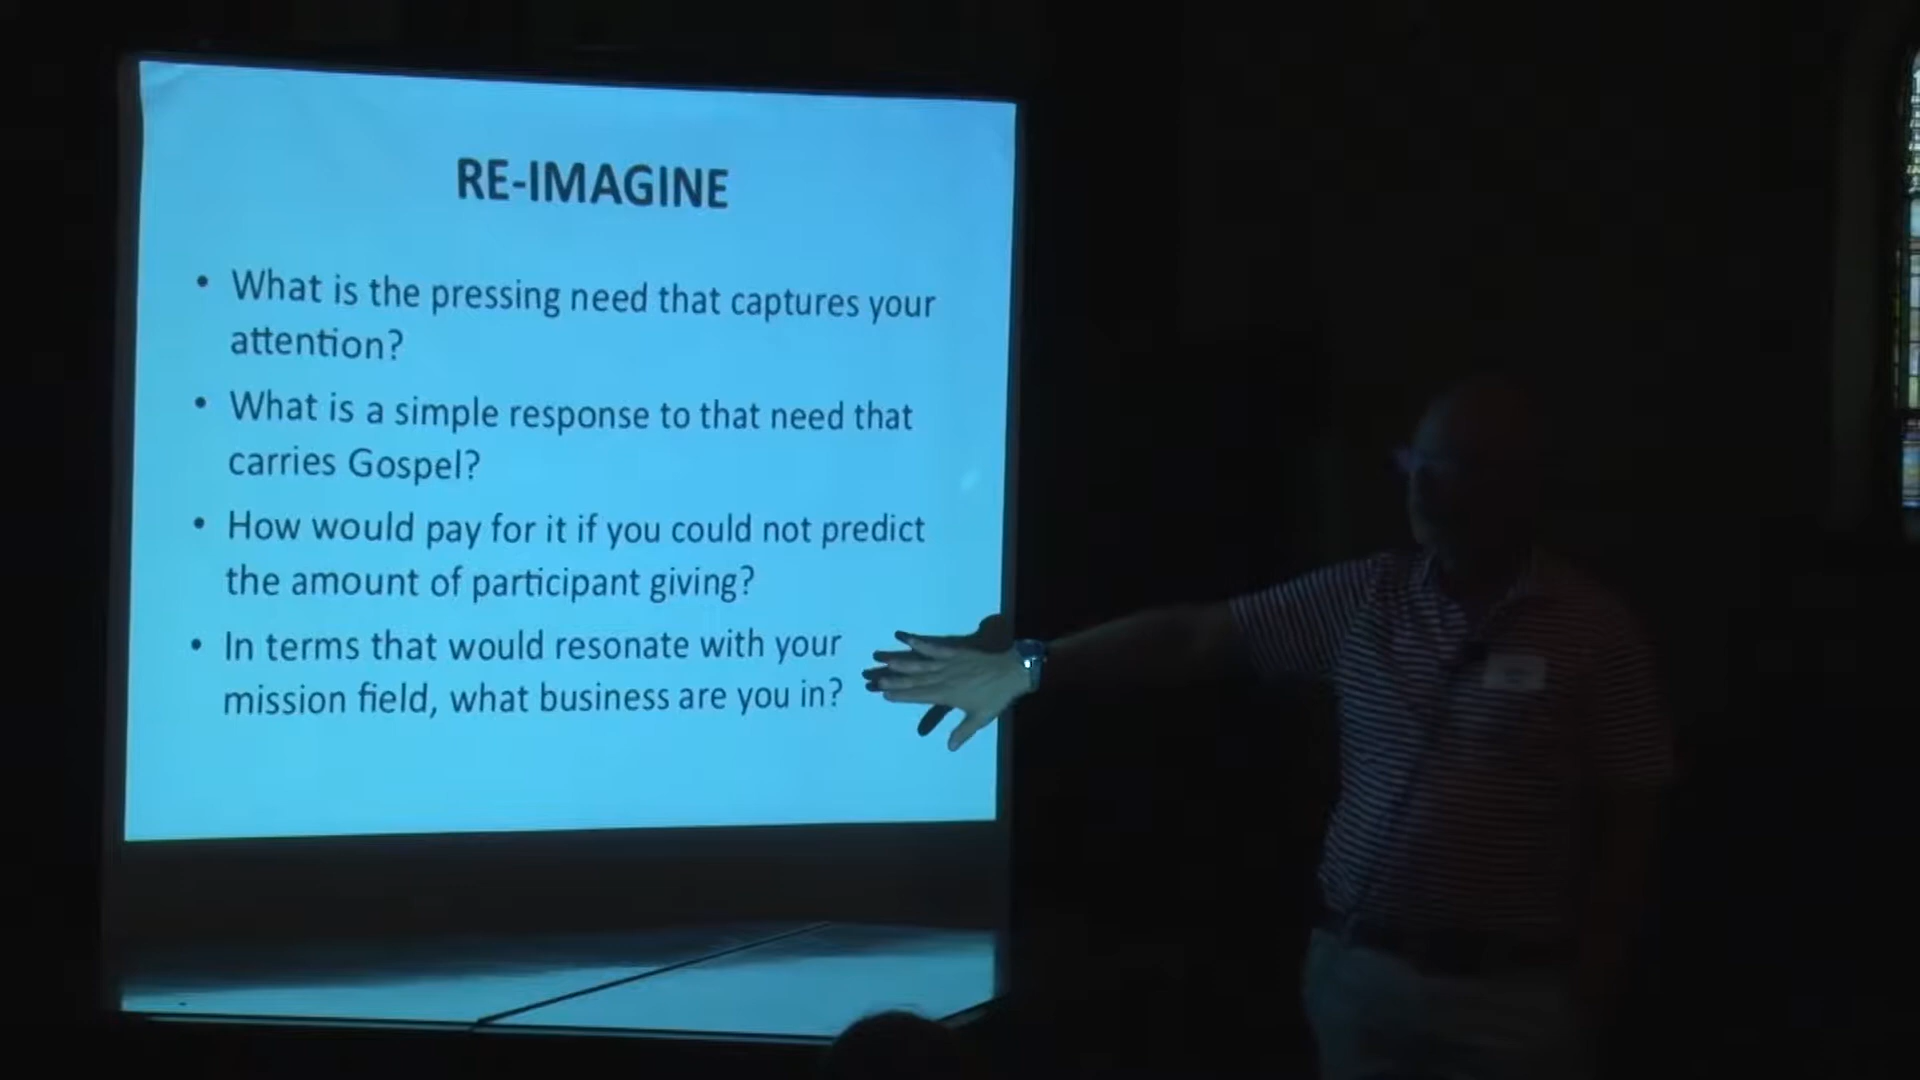 RE-IMAGINE
• What is the pressing need that captures your
attention?
• What is a simple response to that need that
carries Gospel?
• How would pay for it if you could not predict
the amount of participant giving?
• In terms that would resonate with your
mission field, what business are you in?